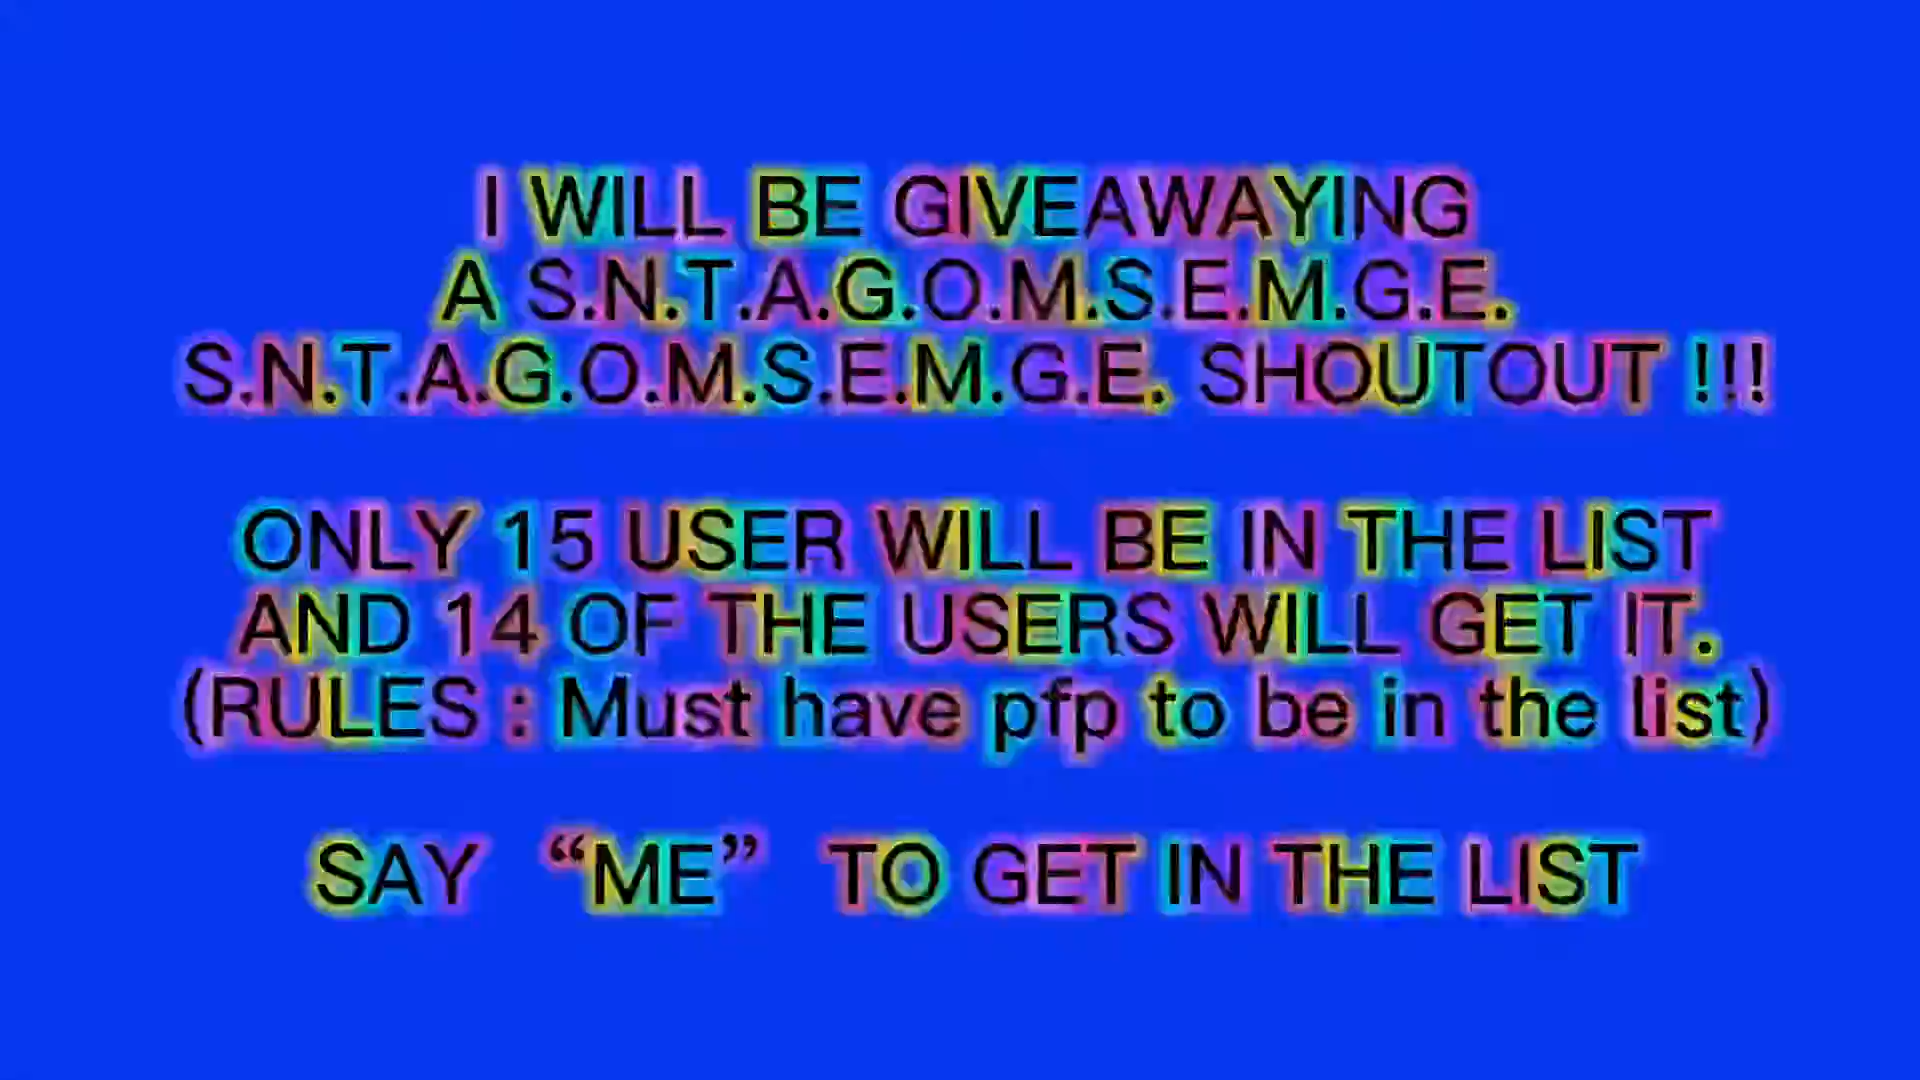 I WILL BE GIVEAWAYING
A S.N.T.A.G.O.M.S.E.M.G.E.
S.N.T.A.G.O.M.S.E.M.G.E. SHOUTOUT !!!
ONLY 15 USER WILL BE IN THE LIST
AND 14 OF THE USERS WILL GET IT.
(RULES : Must have pfp to be in the list)
SAY “ME” TO GET IN THE LIST